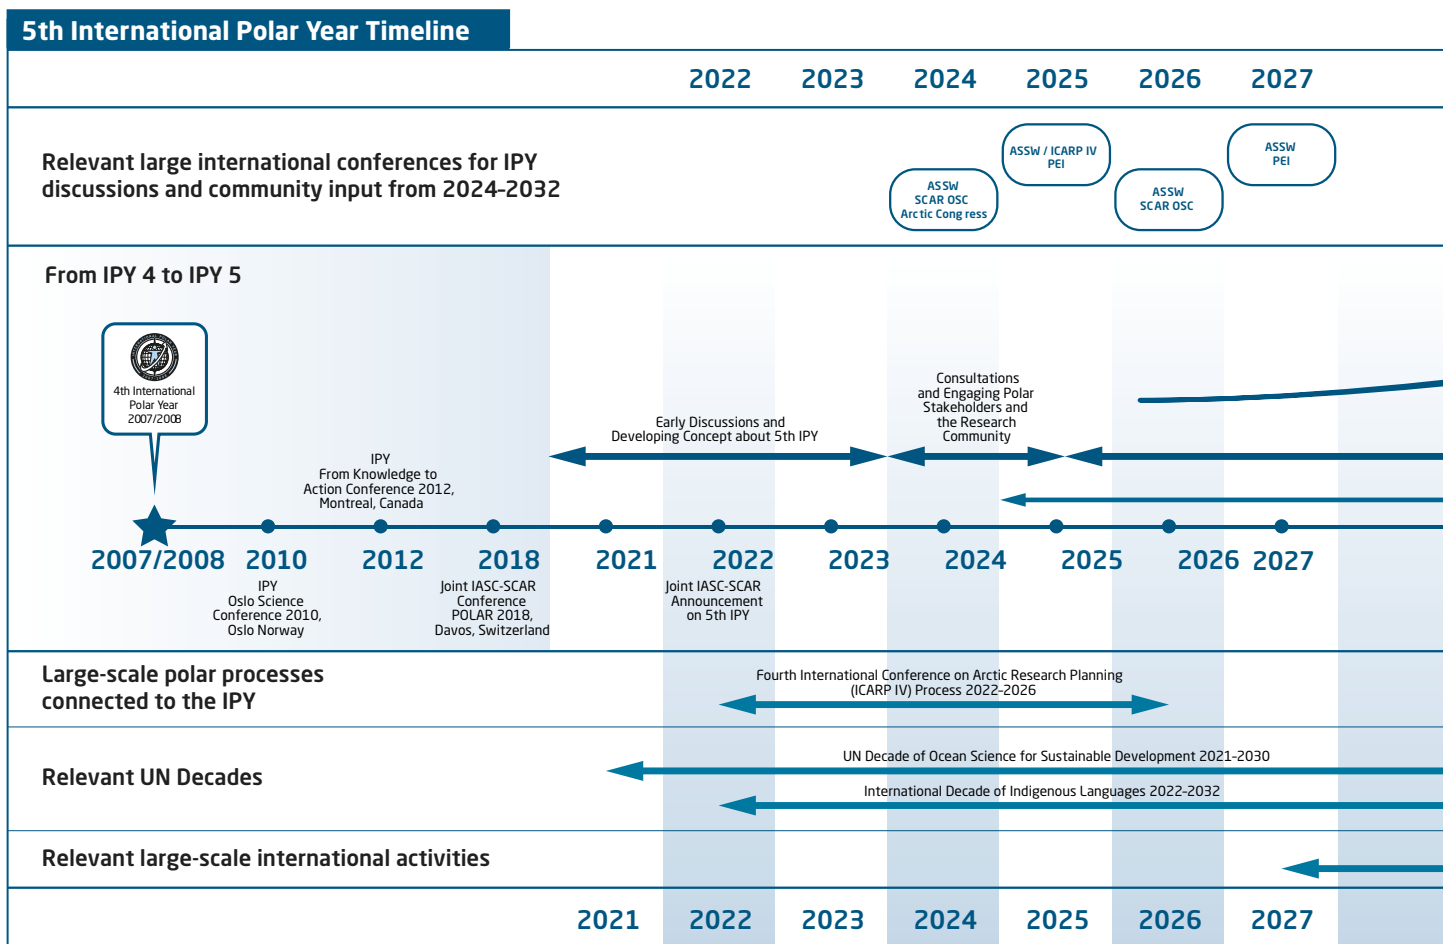 5th International Polar Year Timeline
2022 2023 2024 2025 2026 2027
Relevant large international conferences for IPY
discussions and community input from 2024–2032
ASSW
SCAR OSC
Arctic Congress
ASSW / ICARP IV
PEI
ASSW
SCAR OSC
ASSW
PEI
From IPY 4 to IPY 5
4th International
Polar Year
2007/2008
IPY
From Knowledge to
Action Conference 2012,
Montreal, Canada
Early Discussions and
Developing Concept about 5th IPY
Consultations
and Engaging Polar
Stakeholders and
the Research
Community
2007/2008 2010 2012 2018 2021 2022 2023 2024 2025 2026 2027
IPY
Oslo Science
Conference 2010,
Oslo Norway
Joint IASC-SCAR
Conference
POLAR 2018,
Davos, Switzerland
Joint IASC-SCAR
Announcement
on 5th IPY
Large-scale polar processes
connected to the IPY
Fourth International Conference on Arctic Research Planning
(ICARP IV) Process 2022–2026
Relevant UN Decades
UN Decade of Ocean Science for Sustainable Development 2021–2030
International Decade of Indigenous Languages 2022–2032
Relevant large-scale international activities
2021 2022 2023 2024 2025 2026 2027